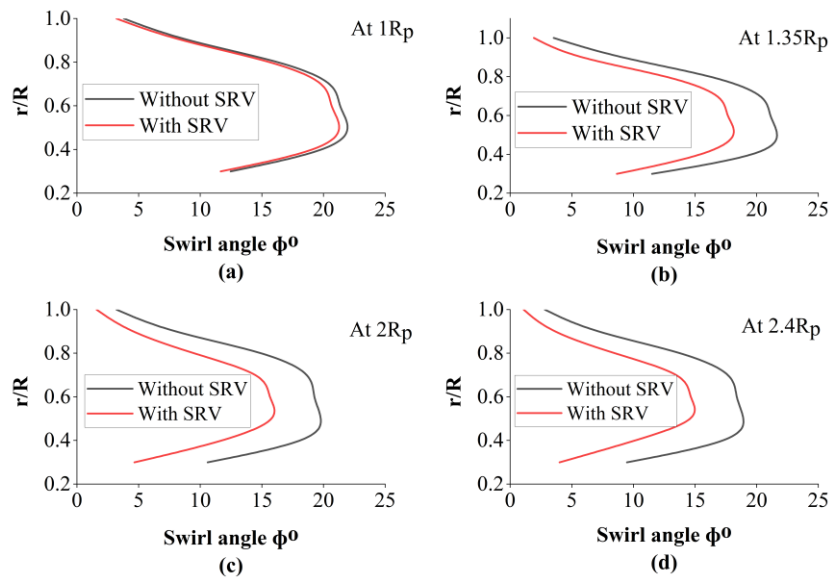 At 1Rp
1.0
0.8
0.6
0.4
0.2
r/R
Without SRV
With SRV
0 5 10 15 20 25
Swirl angle ϕº
(a)
At 1.35Rp
1.0
0.8
0.6
0.4
0.2
r/R
Without SRV
With SRV
0 5 10 15 20 25
Swirl angle ϕº
(b)
At 2Rp
1.0
0.8
0.6
0.4
0.2
r/R
Without SRV
With SRV
0 5 10 15 20 25
Swirl angle ϕº
(c)
At 2.4Rp
1.0
0.8
0.6
0.4
0.2
r/R
Without SRV
With SRV
0 5 10 15 20 25
Swirl angle ϕº
(d)